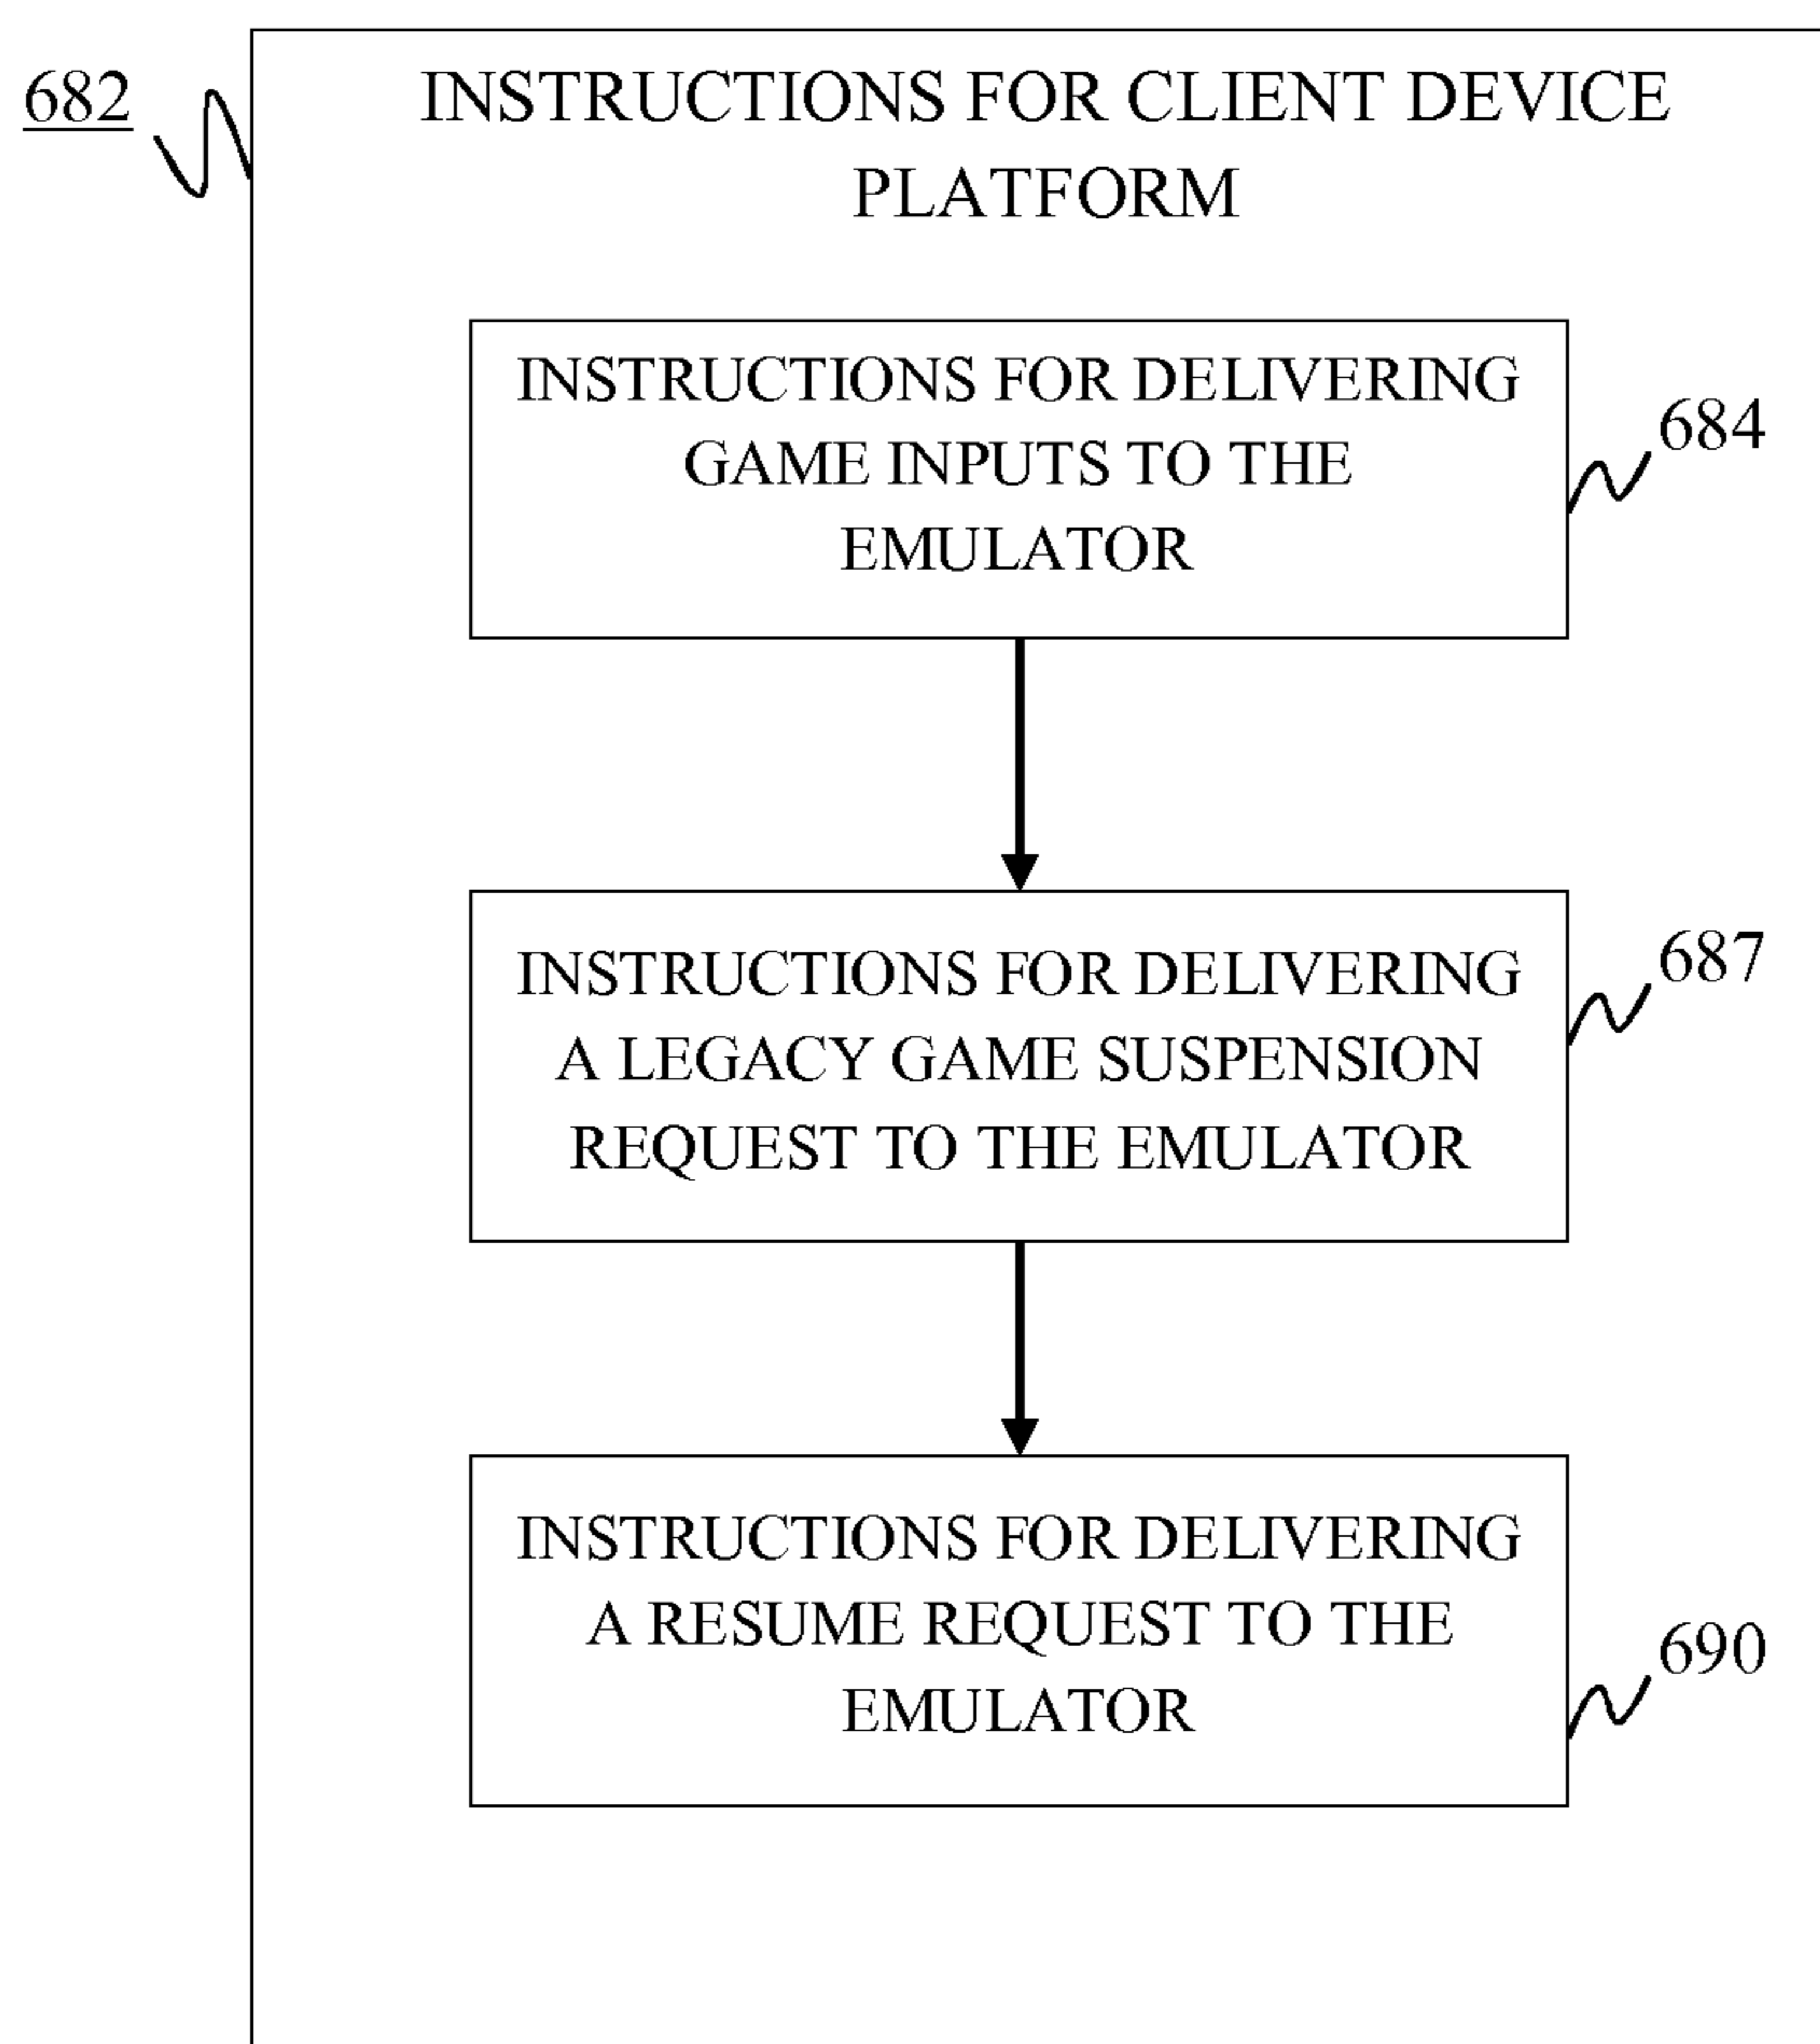 682
INSTRUCTIONS FOR CLIENT DEVICE
PLATFORM
INSTRUCTIONS FOR DELIVERING
GAME INPUTS TO THE
EMULATOR
684
INSTRUCTIONS FOR DELIVERING
A LEGACY GAME SUSPENSION
REQUEST TO THE EMULATOR
687
INSTRUCTIONS FOR DELIVERING
A RESUME REQUEST TO THE
EMULATOR
690